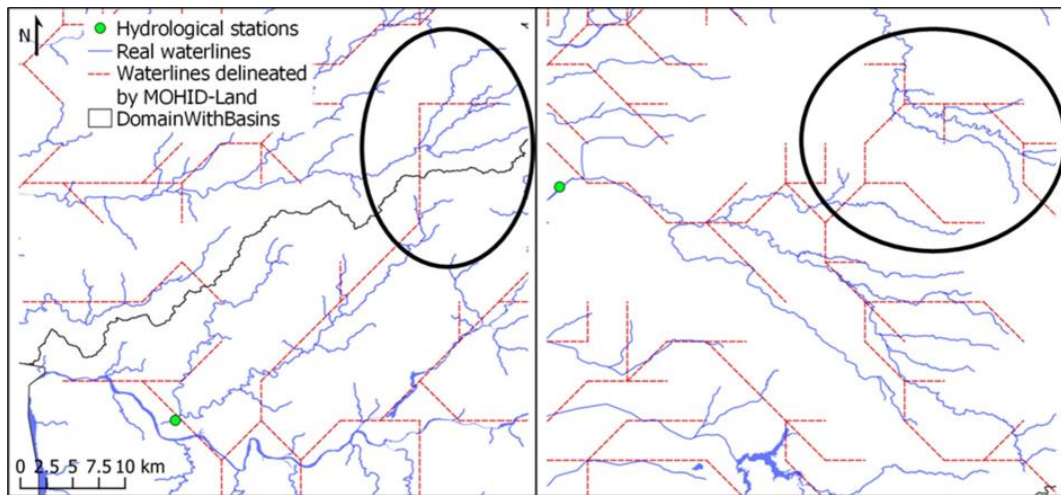 N
Hydrological stations
Real waterlines
Waterlines delineated
by MOHID-Land
DomainWithBasins
0 2.5 5 7.5 10 km